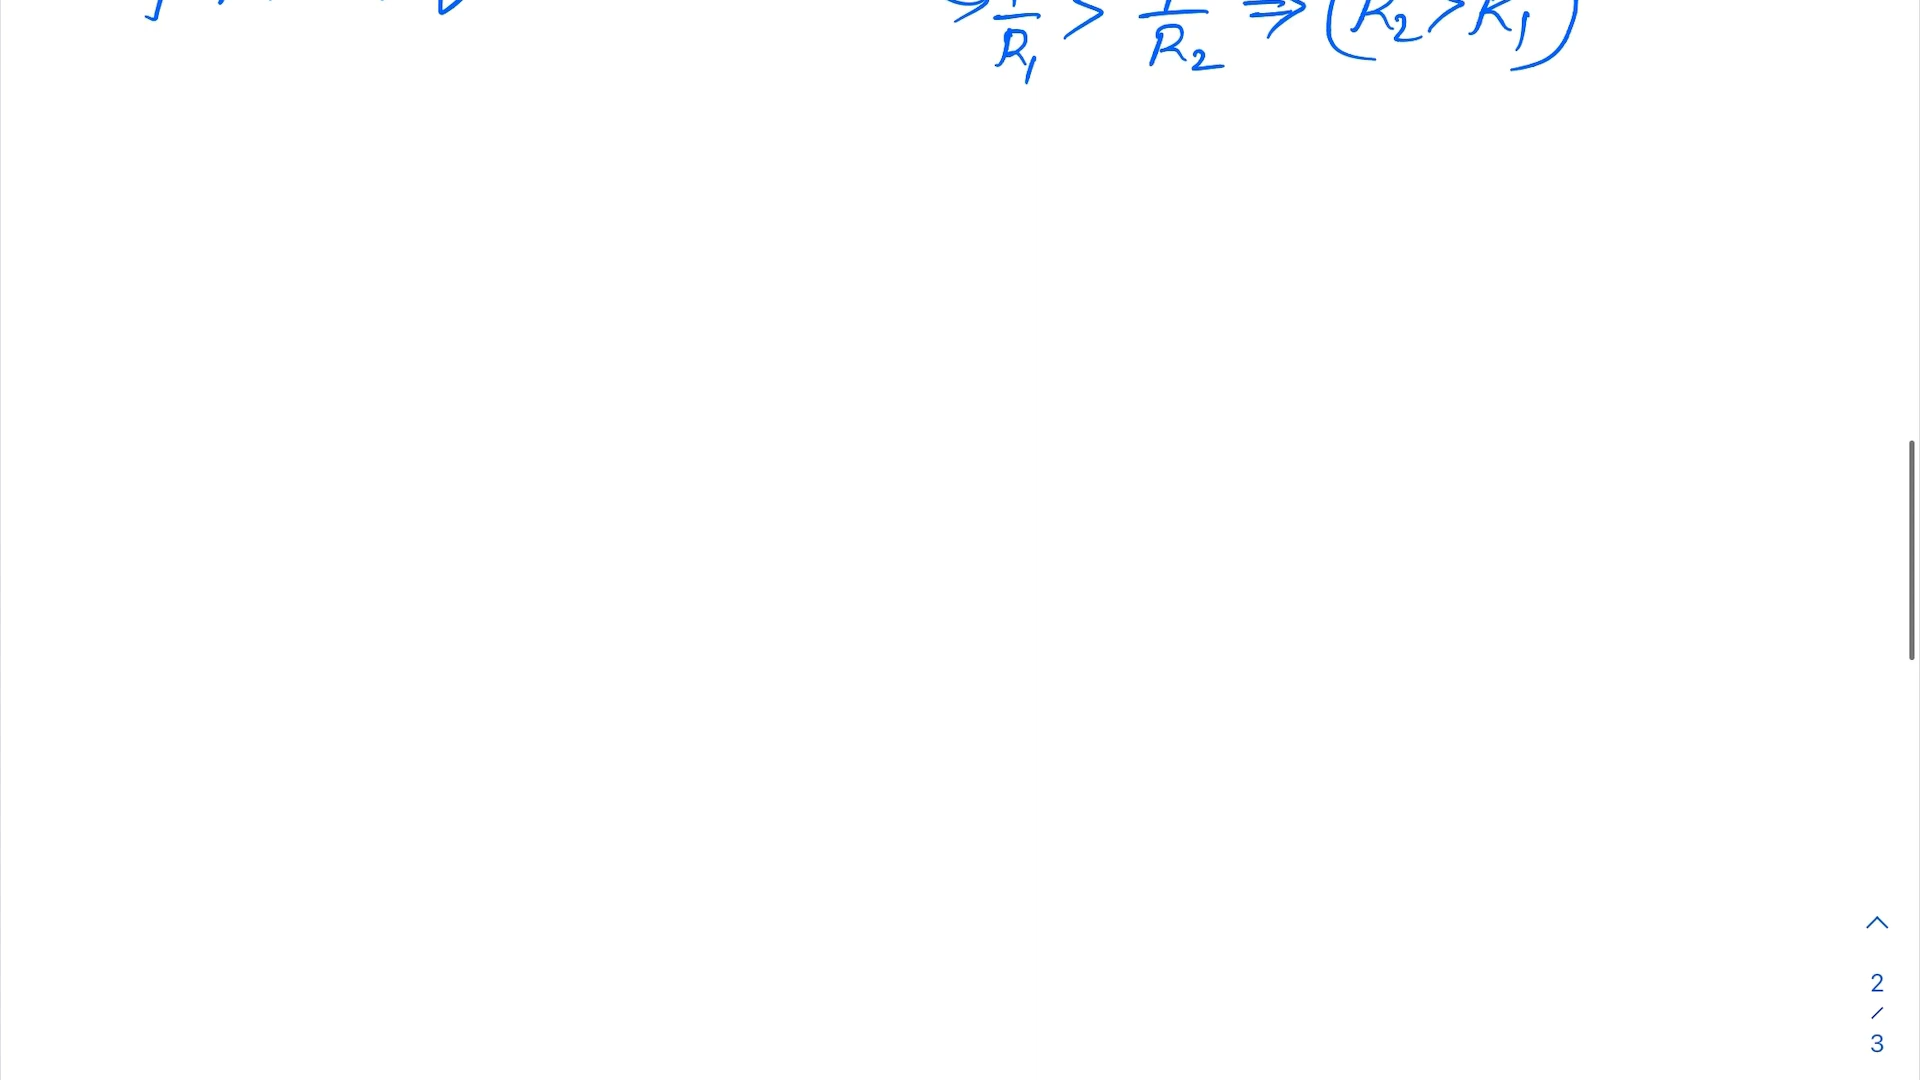 ⇒ 1/R₁ > 1/R₂ ⇒ (R₂ > R₁)
2
/
3